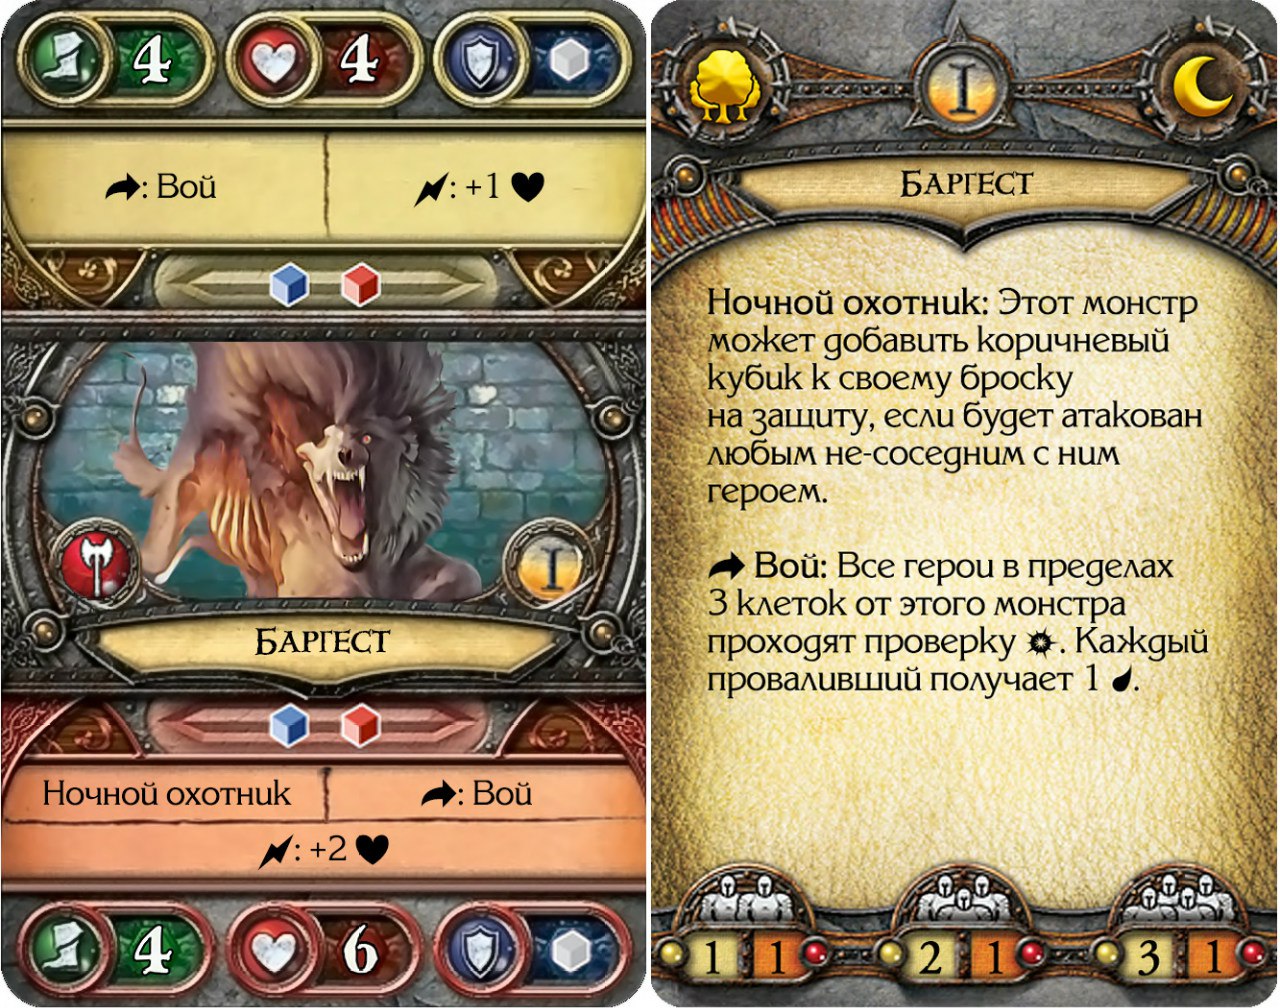 4 4
: Вой : +1
I
Баргест
Ночной охотник : Вой
: +2
4 6
I
Баргест
Ночной охотник: Этот монстр
может добавить коричневый
кубик к своему броску
на защиту, если будет атакован
любым не-соседним с ним
героем.
Вой: Все герои в пределах
3 клеток от этого монстра
проходят проверку . Каждый
проваливший получает 1 .
1 1 2 1 3 1